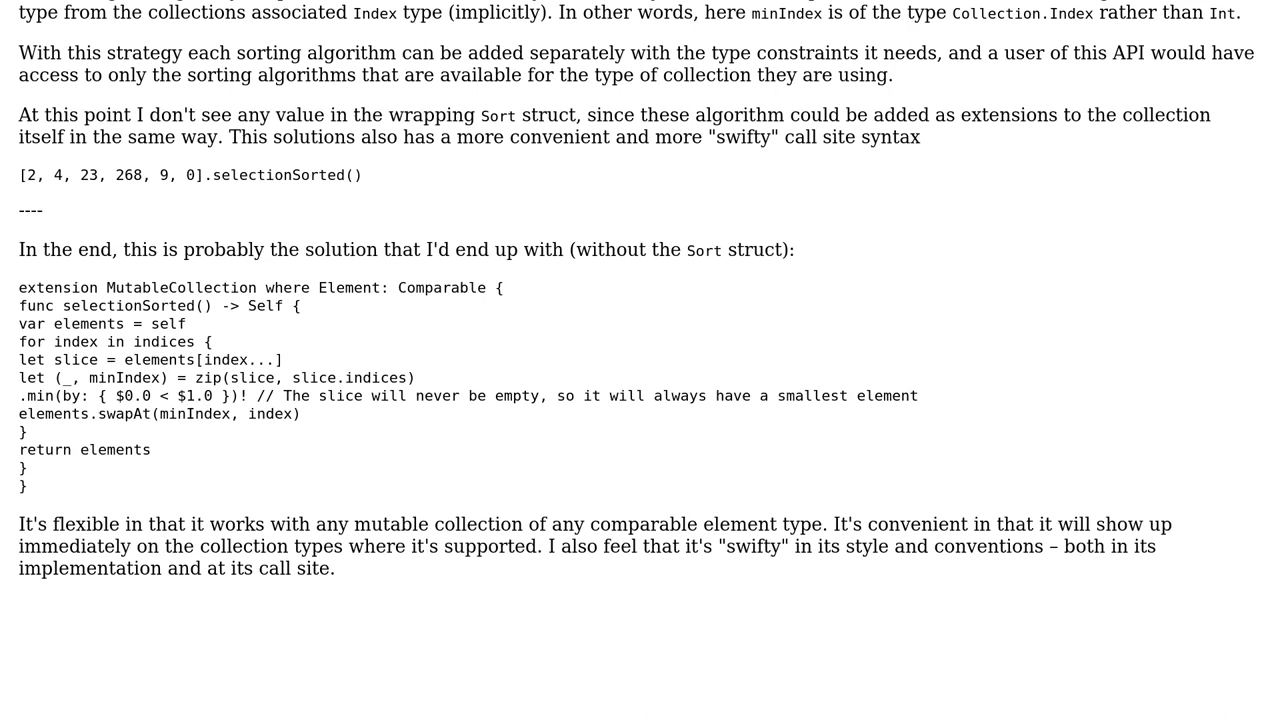 type from the collections associated Index type (implicitly). In other words, here minIndex is of the type Collection.Index rather than Int.
With this strategy each sorting algorithm can be added separately with the type constraints it needs, and a user of this API would have
access to only the sorting algorithms that are available for the type of collection they are using.
At this point I don't see any value in the wrapping Sort struct, since these algorithm could be added as extensions to the collection
itself in the same way. This solutions also has a more convenient and more "swifty" call site syntax
[2, 4, 23, 268, 9, 0].selectionSorted()
----
In the end, this is probably the solution that I'd end up with (without the Sort struct):
extension MutableCollection where Element: Comparable {
func selectionSorted() -> Self {
var elements = self
for index in indices {
let slice = elements[index...]
let (_, minIndex) = zip(slice, slice.indices)
.min(by: { $0.0 < $1.0 })! // The slice will never be empty, so it will always have a smallest element
elements.swapAt(minIndex, index)
}
return elements
}
}
It's flexible in that it works with any mutable collection of any comparable element type. It's convenient in that it will show up
immediately on the collection types where it's supported. I also feel that it's "swifty" in its style and conventions – both in its
implementation and at its call site.